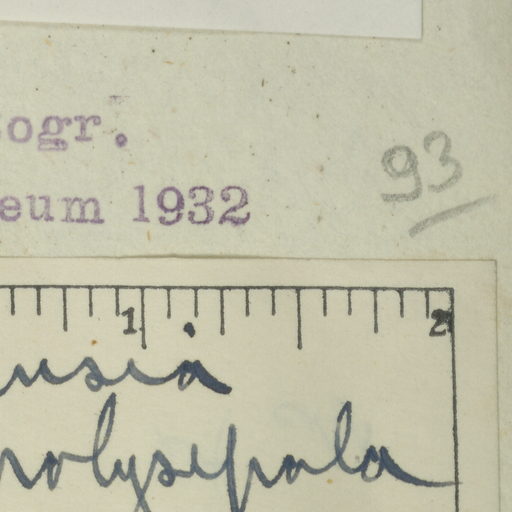 ogr.
eum 1932
93
1 2
usia
polysepala